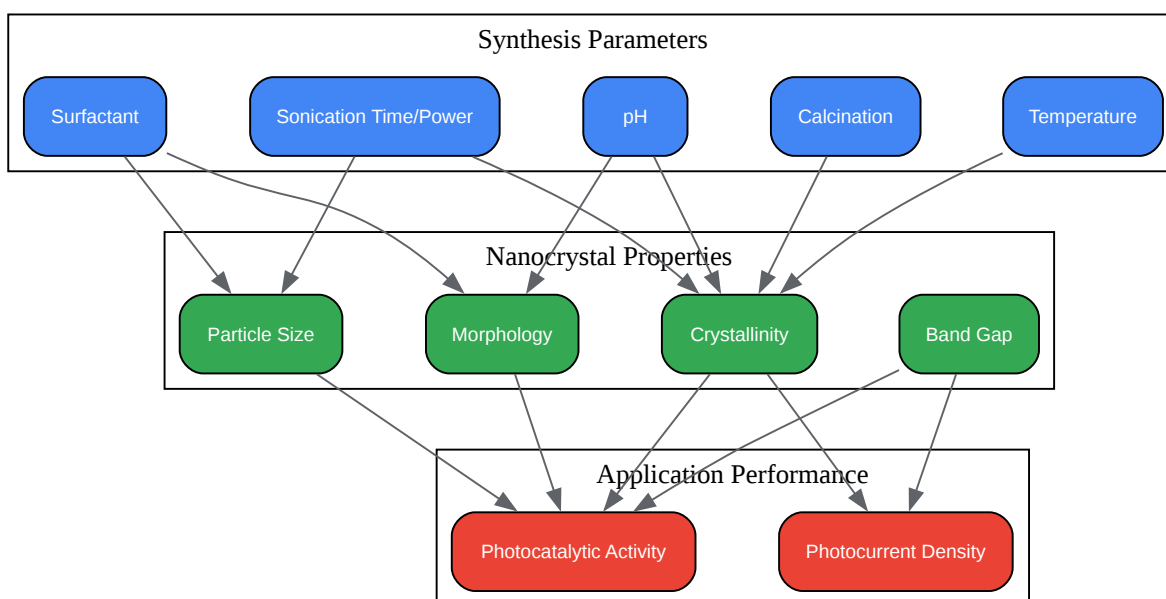 Synthesis Parameters
Surfactant
Sonication Time/Power
pH
Calcination
Temperature
Nanocrystal Properties
Particle Size
Morphology
Crystallinity
Band Gap
Application Performance
Photocatalytic Activity
Photocurrent Density